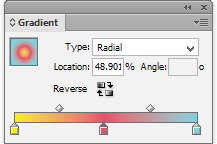 Gradient
Type: Radial
Location: 48.901 % Angle: o
Reverse